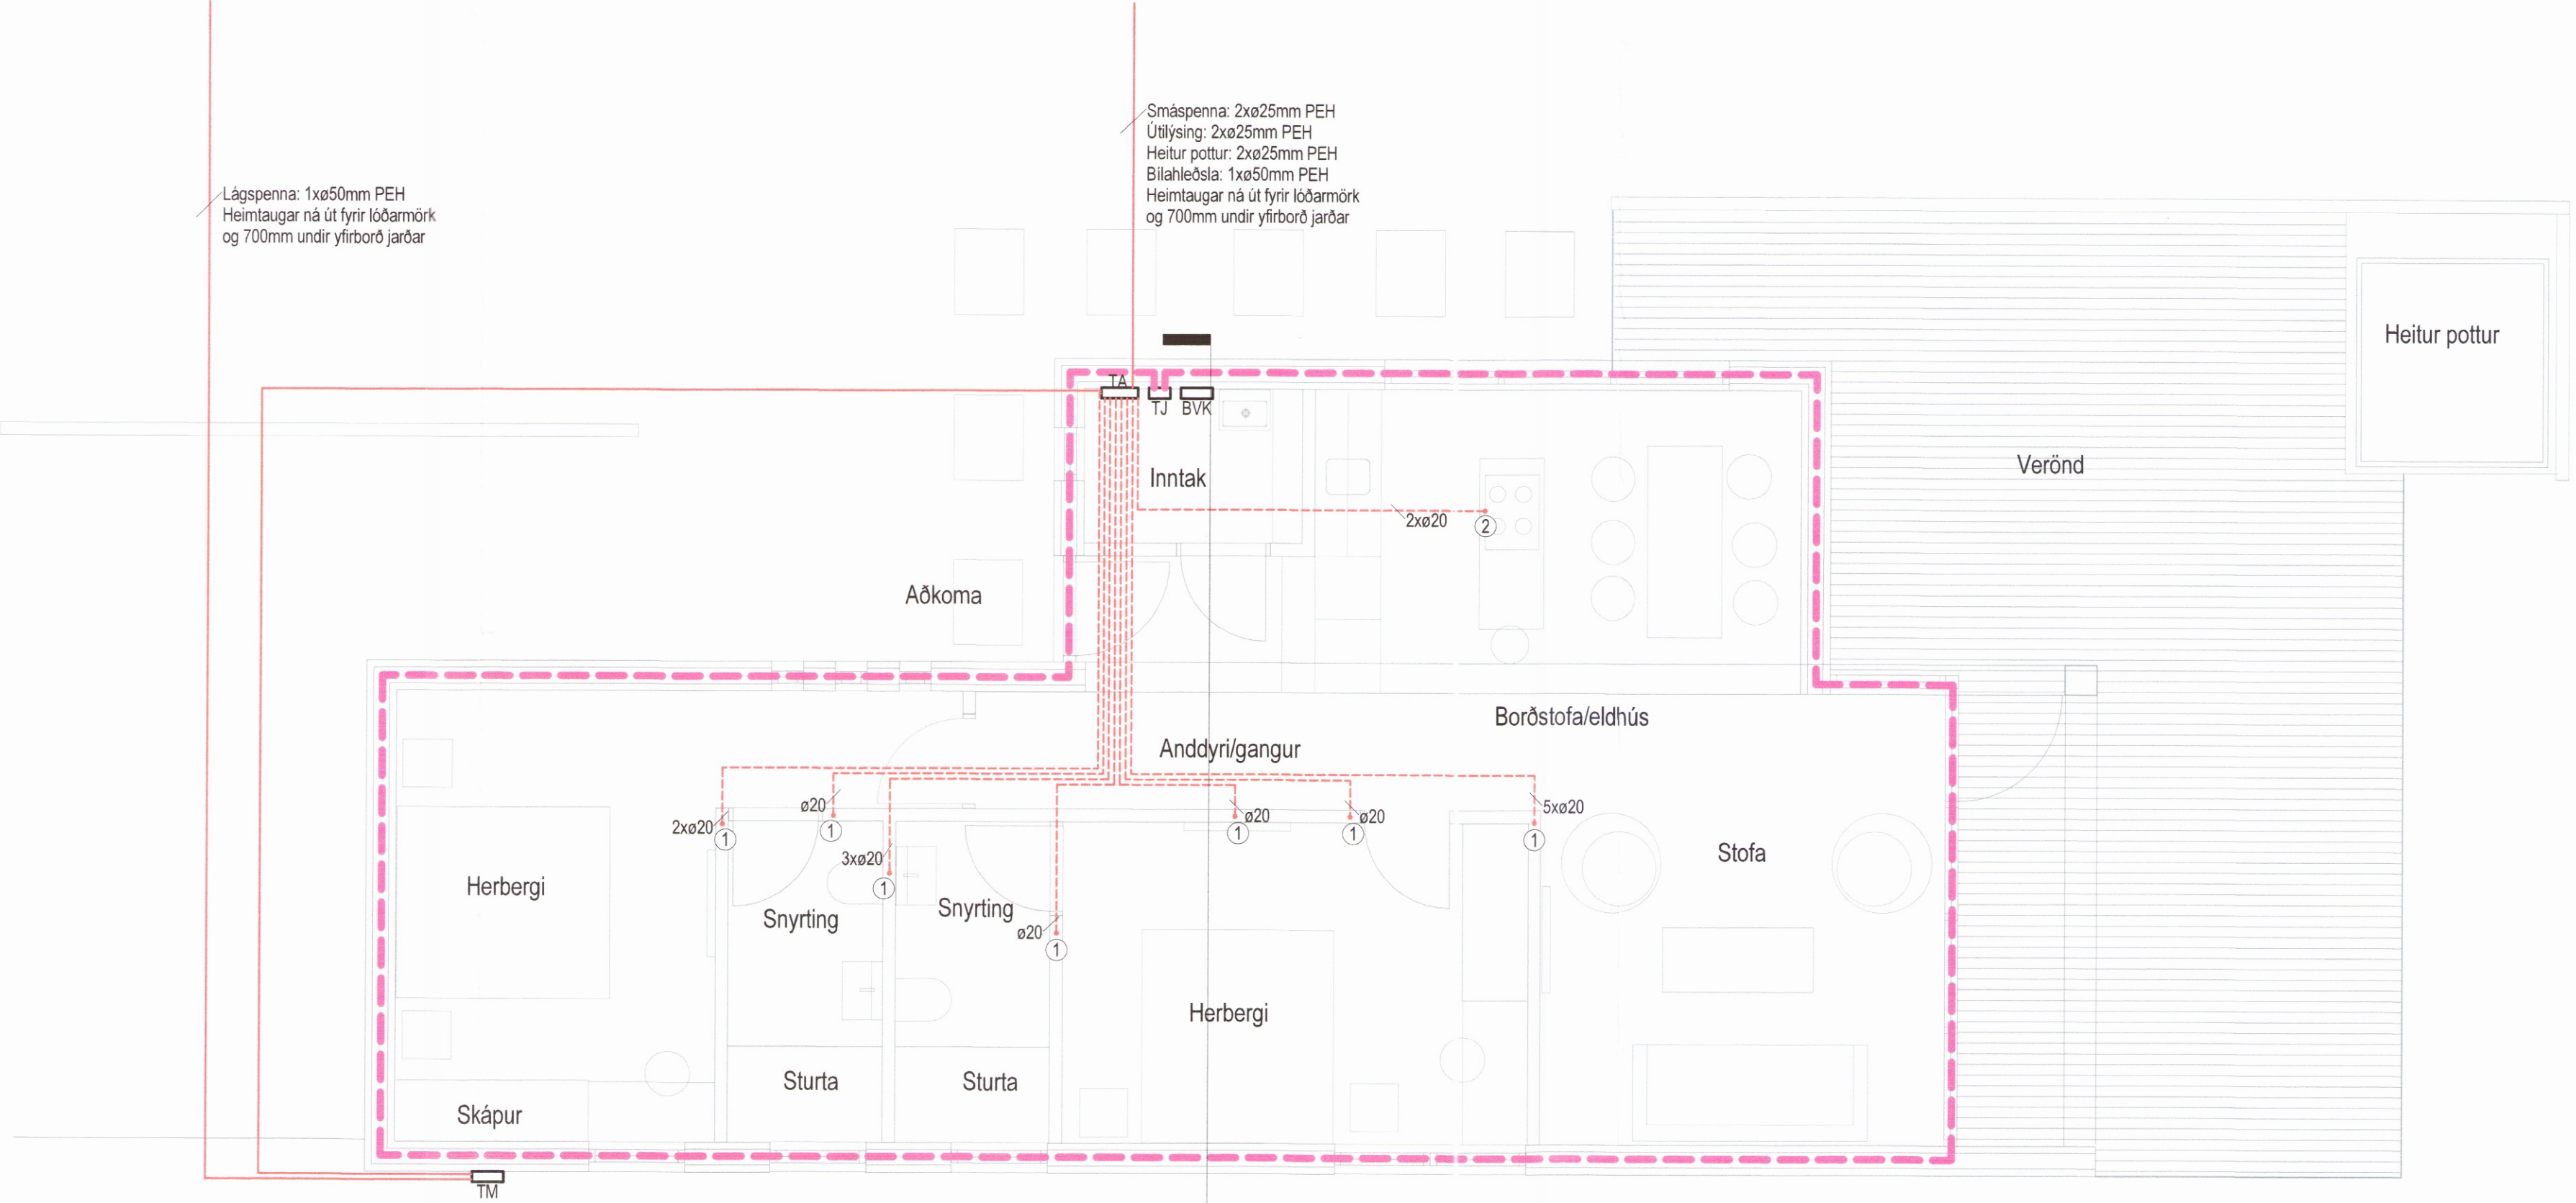 Smáspenna: 2xø25mm PEH
Útilýsing: 2xø25mm PEH
Heitur pottur: 2xø25mm PEH
Bílahleðsla: 1xø50mm PEH
Heimtaugar ná út fyrir lóðarmörk
og 700mm undir yfirborð jarðar
Lágspenna: 1xø50mm PEH
Heimtaugar ná út fyrir lóðarmörk
og 700mm undir yfirborð jarðar
Heitur pottur
TA
TJ
BVK
Inntak
Verönd
2xø20
2
Aðkoma
Borðstofa/eldhús
Anddyri/gangur
ø20
2xø20
1
1
3xø20
1
ø20
1
ø20
1
5xø20
1
Stofa
Herbergi
Snyrting
Snyrting
ø20
1
Herbergi
Sturta
Sturta
Skápur
TM